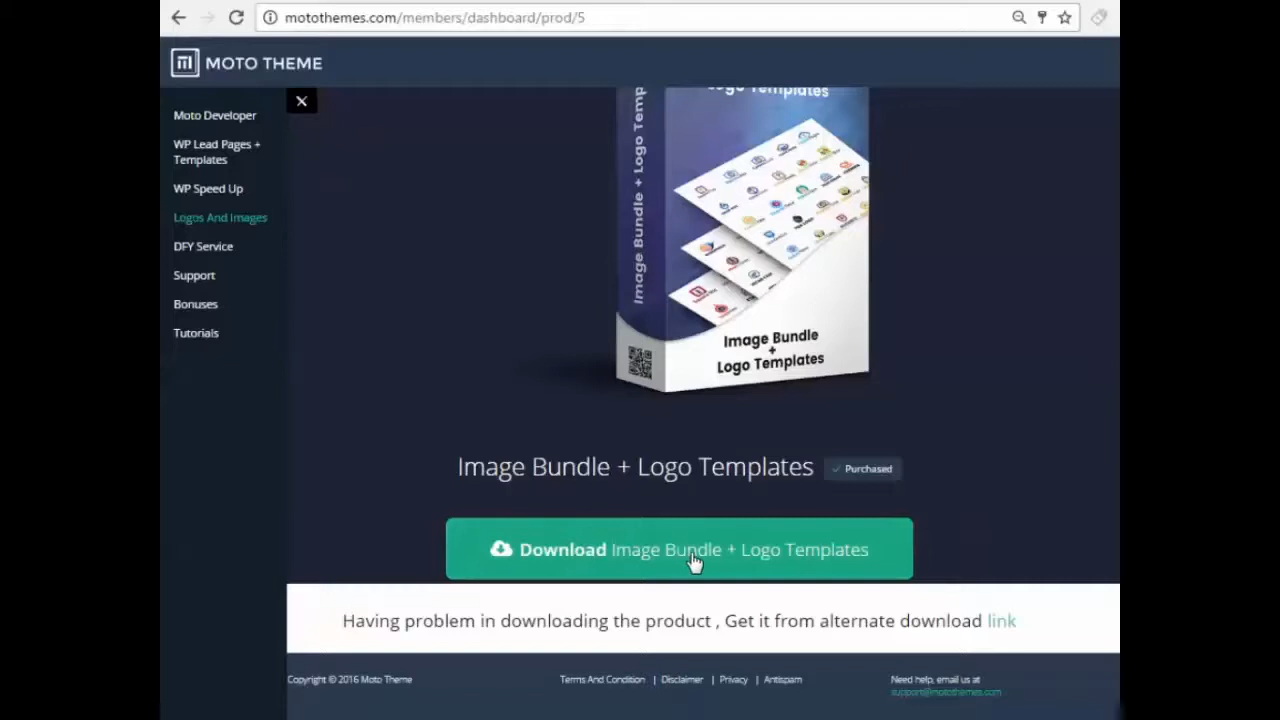 motothemes.com/members/dashboard/prod/5
MOTO THEME
Moto Developer
WP Lead Pages +
Templates
WP Speed Up
Logos And Images
DFY Service
Support
Bonuses
Tutorials
Logo Templates
Image Bundle + Logo Temp
Image Bundle
+
Logo Templates
Image Bundle + Logo Templates
Purchased
Download Image Bundle + Logo Templates
Having problem in downloading the product , Get it from alternate download link
Copyright © 2016 Moto Theme
Terms And Condition | Disclaimer | Privacy | Antispam
Need help, email us at
support@motothemes.com